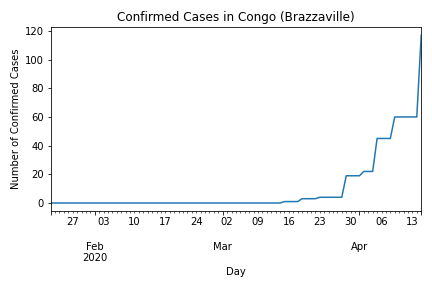 Confirmed Cases in Congo (Brazzaville)
120
100
80
60
40
20
0
Number of Confirmed Cases
27 03 10 17 24 02 09 16 23 30 06 13
Feb Mar Apr
2020
Day